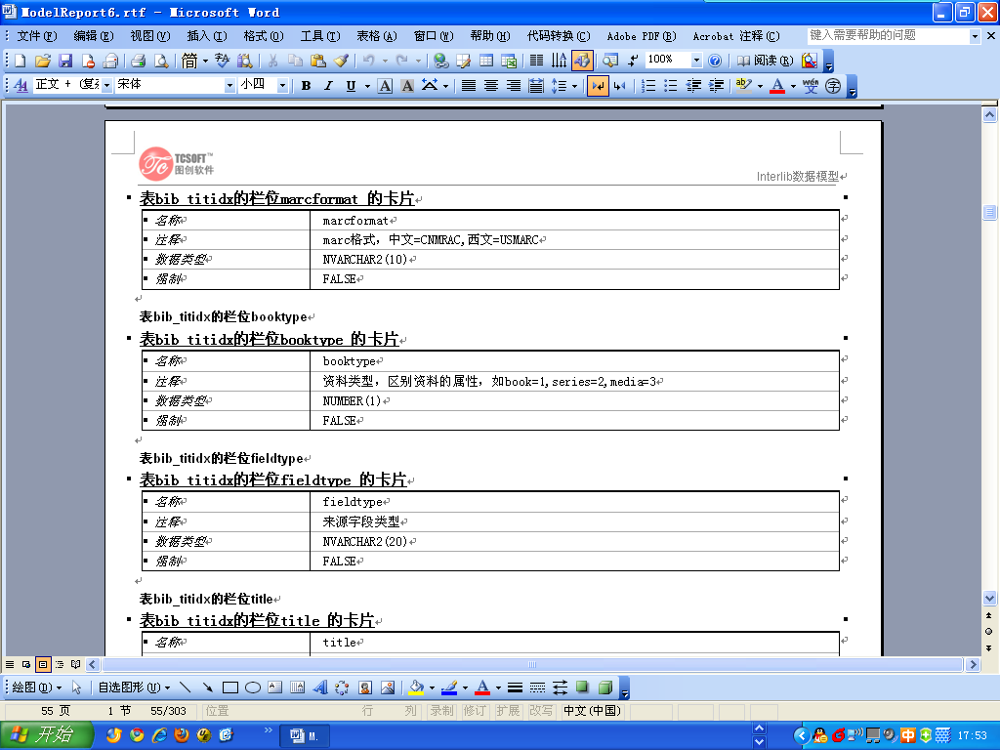 ModelReport6.rtf - Microsoft Word
文件(F) 编辑(E) 视图(V) 插入(I) 格式(O) 工具(T) 表格(A) 窗口(W) 帮助(H) 代码转换(C) Adobe PDF(B) Acrobat 注释(C) 键入需要帮助的问题
简 100% 阅读(R)
正文 + (复杂 宋体 小四 B I U A A A wén 文 字
TCSOFT™
图创软件
Interlib数据模型
表bib_titidx的栏位marcformat 的卡片
名称 marcformat
注释 marc格式，中文=CNMRAC,西文=USMARC
数据类型 NVARCHAR2(10)
强制 FALSE
表bib_titidx的栏位booktype
表bib_titidx的栏位booktype 的卡片
名称 booktype
注释 资料类型，区别资料的属性，如book=1,series=2,media=3
数据类型 NUMBER(1)
强制 FALSE
表bib_titidx的栏位fieldtype
表bib_titidx的栏位fieldtype 的卡片
名称 fieldtype
注释 来源字段类型
数据类型 NVARCHAR2(20)
强制 FALSE
表bib_titidx的栏位title
表bib_titidx的栏位title 的卡片
名称 title
绘图(D) 自选图形(U) A
55 页 1 节 55/303 位置 行 列 录制 修订 扩展 改写 中文(中国)
开始 M. 中 17:53